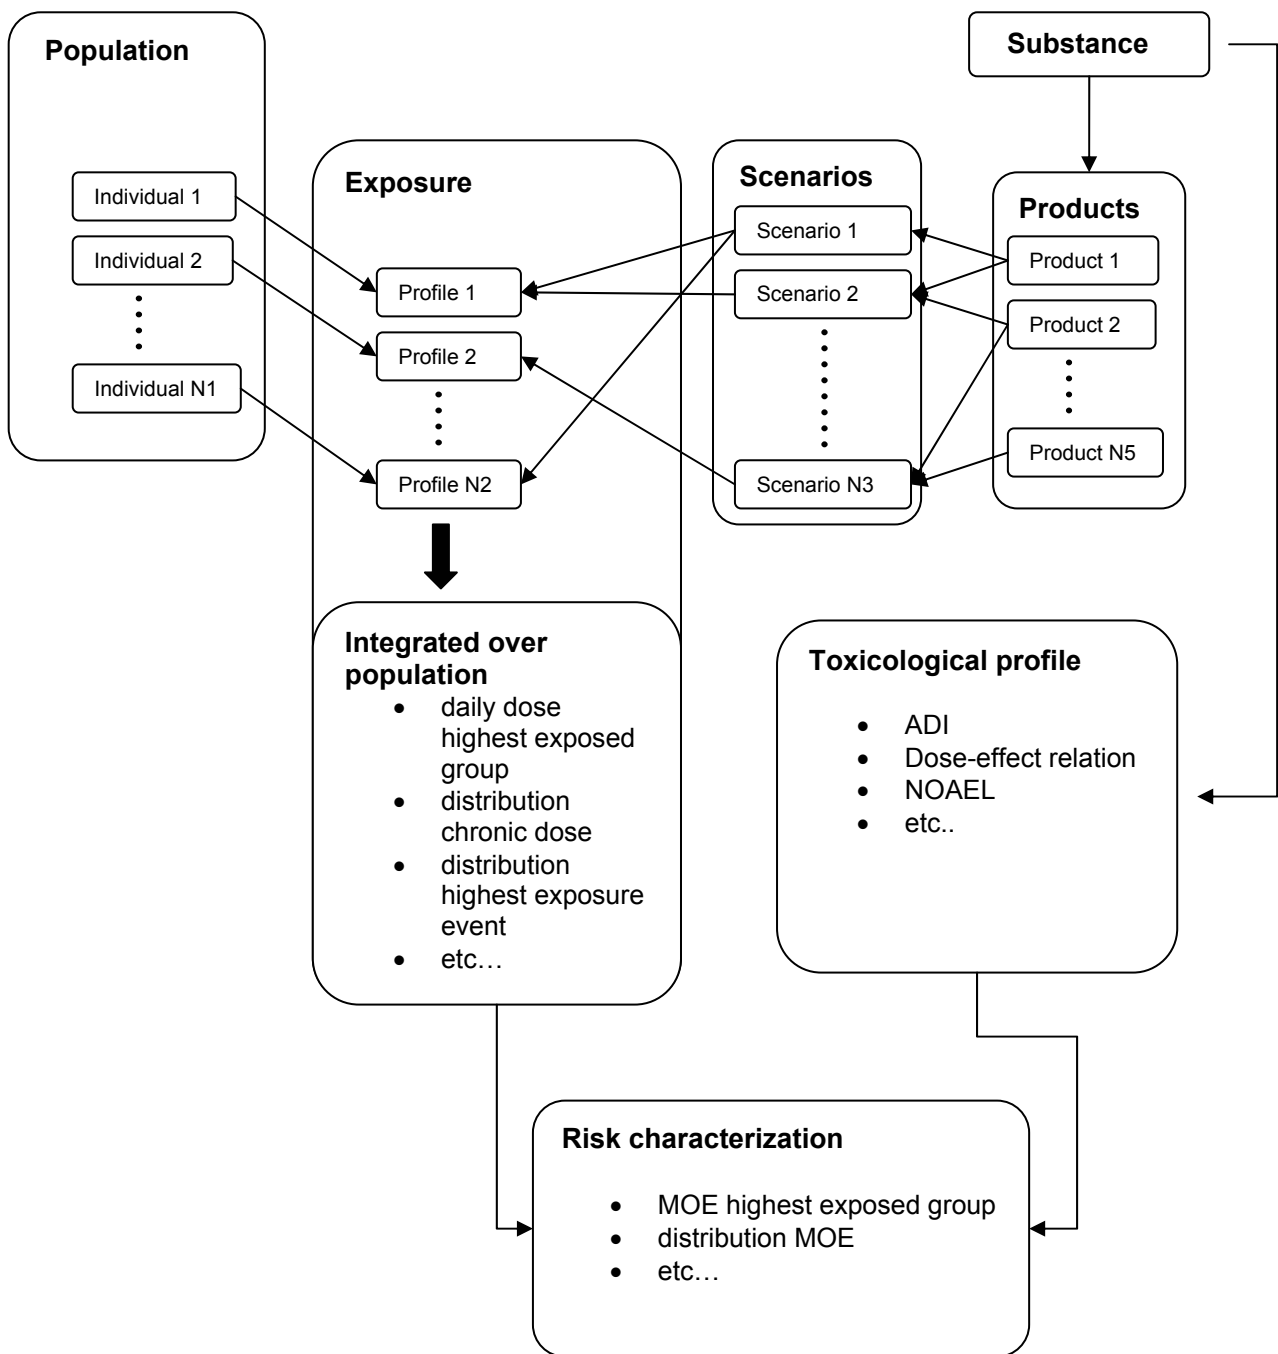 Population
Individual 1
Individual 2
Individual N1
Exposure
Profile 1
Profile 2
Profile N2
Scenarios
Scenario 1
Scenario 2
Scenario N3
Substance
Products
Product 1
Product 2
Product N5
Integrated over
population
• daily dose
highest exposed
group
• distribution
chronic dose
• distribution
highest exposure
event
• etc…
Toxicological profile
• ADI
• Dose-effect relation
• NOAEL
• etc..
Risk characterization
• MOE highest exposed group
• distribution MOE
• etc…